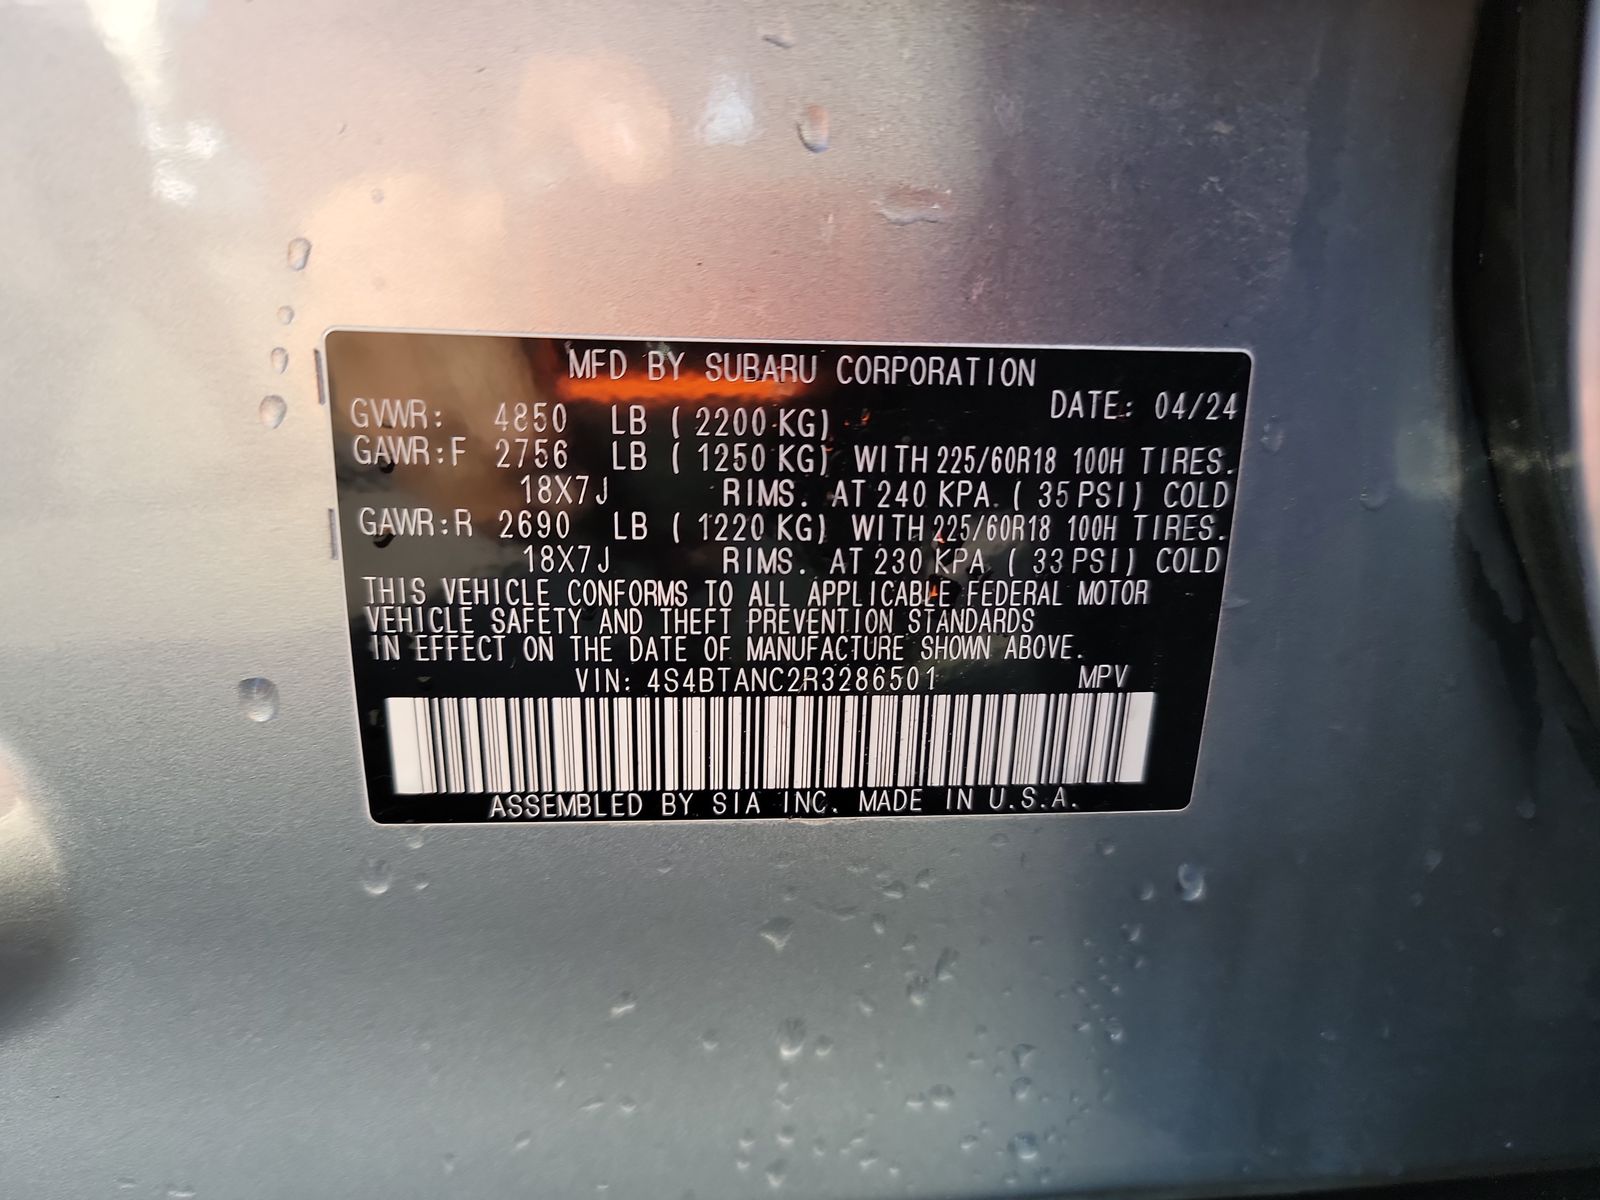 MFD BY SUBARU CORPORATION
DATE: 04/24
GVWR: 4850 LB ( 2200 KG)
GAWR:F 2756 LB ( 1250 KG) WITH 225/60R18 100H TIRES.
18X7J RIMS. AT 240 KPA ( 35 PSI) COLD
GAWR:R 2690 LB ( 1220 KG) WITH 225/60R18 100H TIRES.
18X7J RIMS. AT 230 KPA ( 33 PSI) COLD
THIS VEHICLE CONFORMS TO ALL APPLICABLE FEDERAL MOTOR
VEHICLE SAFETY AND THEFT PREVENTION STANDARDS
IN EFFECT ON THE DATE OF MANUFACTURE SHOWN ABOVE.
VIN: 4S4BTANC2R3286501 MPV
ASSEMBLED BY SIA INC. MADE IN U.S.A.